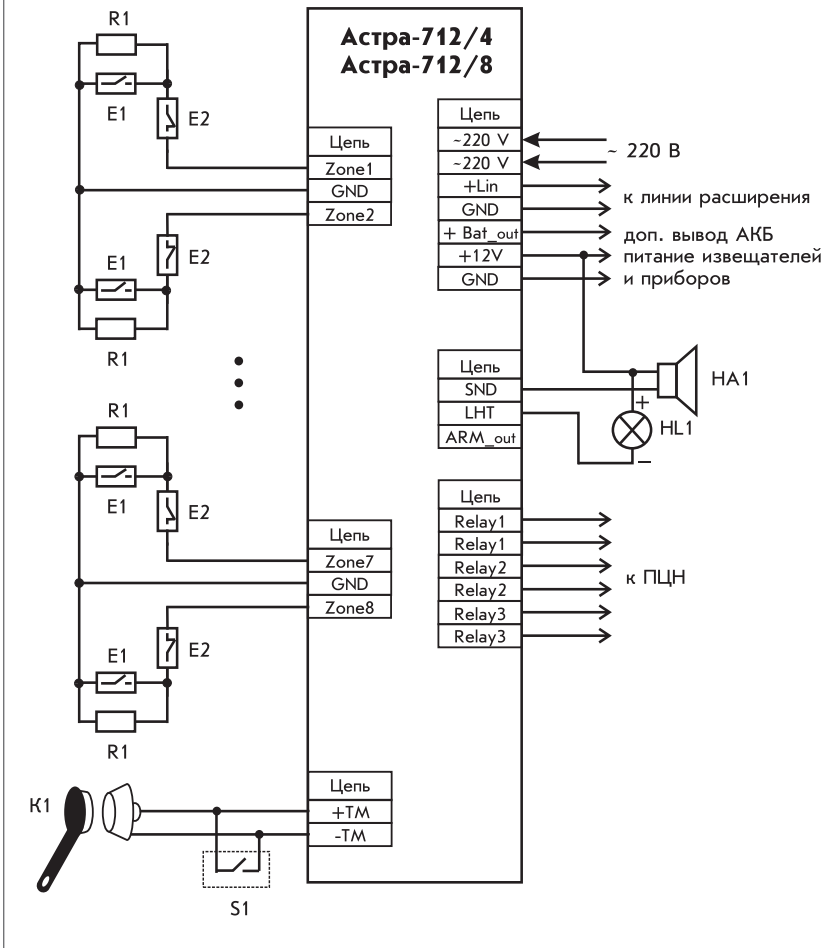 Астра-712/4
Астра-712/8
R1
E1
E2
Цепь
Zone1
GND
Zone2
E1
E2
R1
R1
E1
E2
Цепь
Zone7
GND
Zone8
E1
E2
R1
K1
Цепь
+TM
-TM
S1
Цепь
~220 V
~220 V
~ 220 В
+Lin
GND
к линии расширения
+ Bat_out
доп. вывод АКБ
+12V
питание извещателей
GND
и приборов
Цепь
SND
LHT
ARM_out
HA1
+
HL1
–
Цепь
Relay1
Relay1
Relay2
Relay2
Relay3
Relay3
к ПЦН